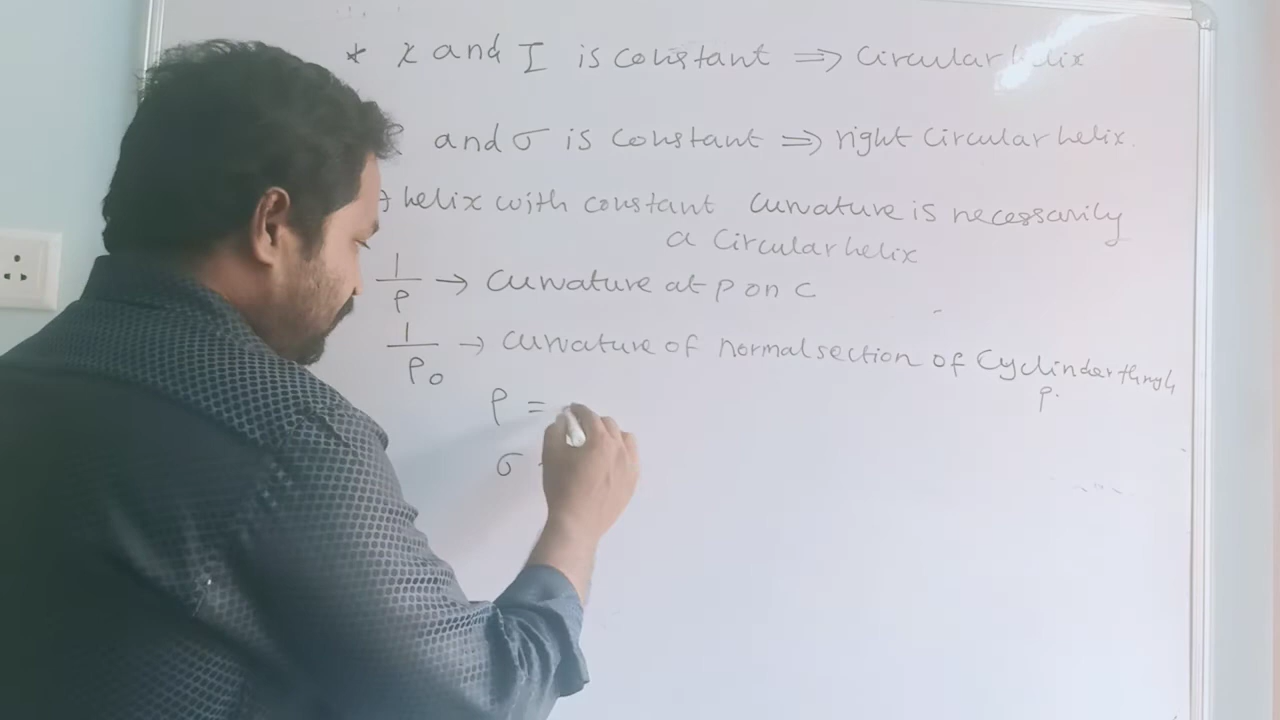 * χ and I is constant ⇒ Circular helix
ρ and σ is constant ⇒ right Circular helix.
helix with constant Curvature is necessarily
a Circular helix
1/ρ → Curvature at p on C
1/ρ₀ → Curvature of normal section of Cyclinder through
p.
ρ =
σ